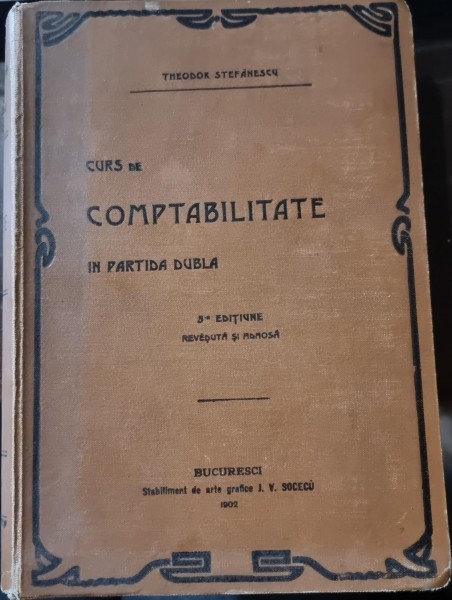 THEODOR STEFĂNESCU
CURS DE
COMPTABILITATE
IN PARTIDA DUBLA
5-a EDIȚIUNE
REVĔDUTĂ ȘI ADAOSĂ
BUCURESCI
Stabiliment de arte grafice J. V. SOCECŬ
1902